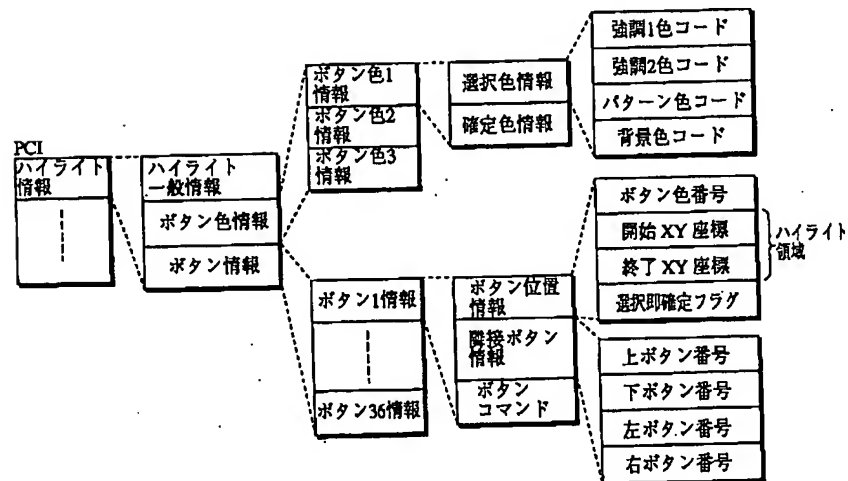 PCI
ハイライト
情報
ハイライト
一般情報
ボタン色情報
ボタン情報
ボタン色1
情報
ボタン色2
情報
ボタン色3
情報
選択色情報
確定色情報
強調1色コード
強調2色コード
パターン色コード
背景色コード
ボタン1情報
ボタン36情報
ボタン位置
情報
隣接ボタン
情報
ボタン
コマンド
ボタン色番号
開始XY座標
終了XY座標
選択即確定フラグ
ハイライト
領域
上ボタン番号
下ボタン番号
左ボタン番号
右ボタン番号